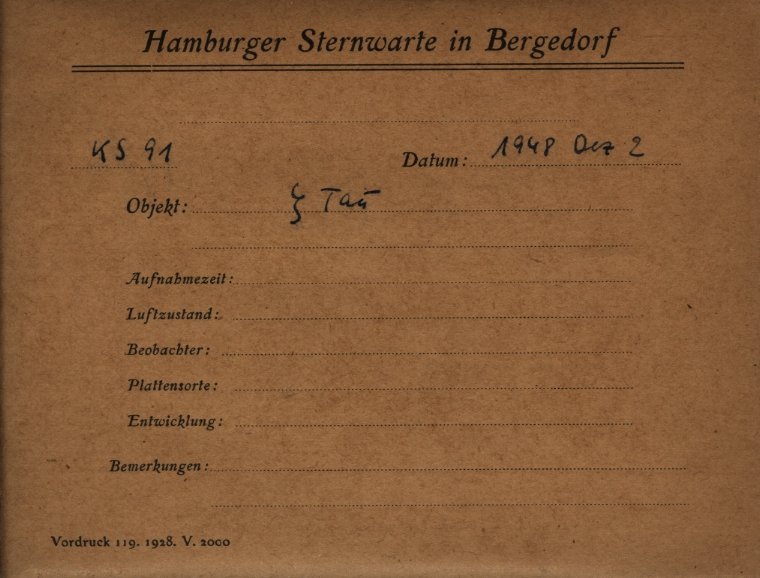 Hamburger Sternwarte in Bergedorf
KS 91 Datum: 1948 Dez 2
Objekt: ξ Tau
Aufnahmezeit:
Luftzustand:
Beobachter:
Plattensorte:
Entwicklung:
Bemerkungen:
Vordruck 119. 1928. V. 2000